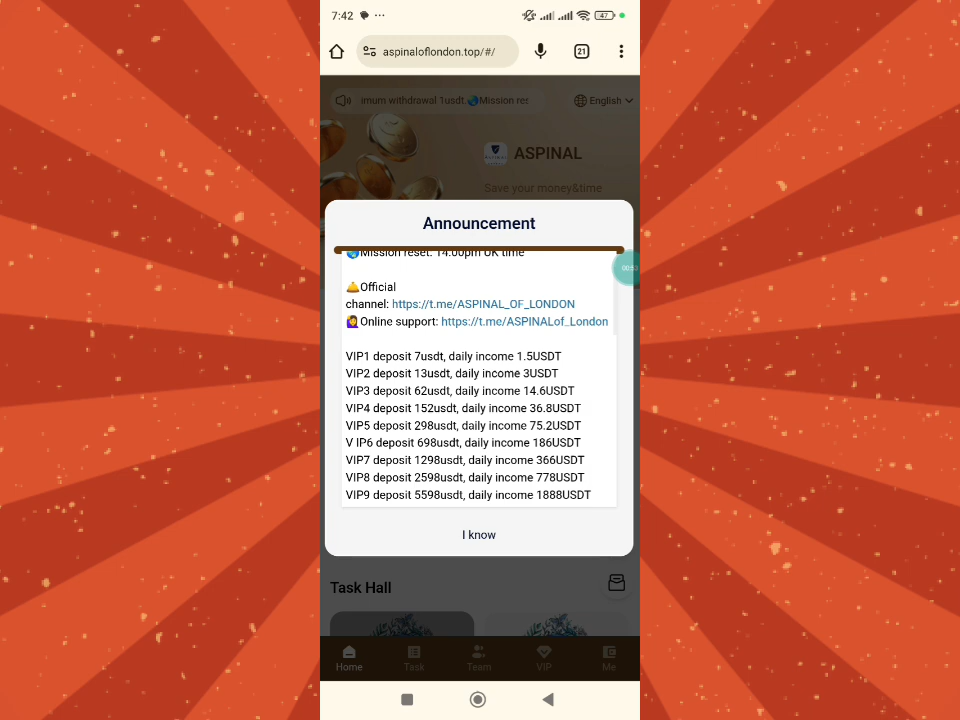 7:42
47
aspinaloflondon.top/#/
21
imum withdrawal 1usdt.🌏Mission res
English
ASPINAL
Save your money&time
Announcement
🌏Mission reset: 14:00pm UK time
🛎️Official
channel: https://t.me/ASPINAL_OF_LONDON
🙋‍♀️Online support: https://t.me/ASPINALof_London
VIP1 deposit 7usdt, daily income 1.5USDT
VIP2 deposit 13usdt, daily income 3USDT
VIP3 deposit 62usdt, daily income 14.6USDT
VIP4 deposit 152usdt, daily income 36.2USDT
VIP5 deposit 298usdt, daily income 75.2USDT
V IP6 deposit 698usdt, daily income 186USDT
VIP7 deposit 1298usdt, daily income 366USDT
VIP8 deposit 2598usdt, daily income 778USDT
VIP9 deposit 5598usdt, daily income 1888USDT
I know
Task Hall
Home Task Team VIP Me